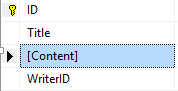 ID
Title
[Content]
WriterID